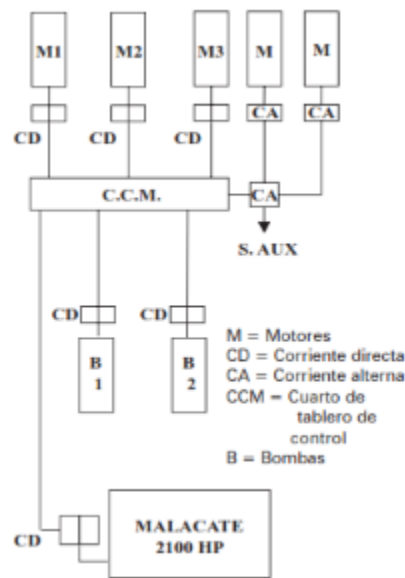 M1
M2
M3
M
M
CA
CA
CD
CD
CD
C.C.M.
CA
S. AUX
CD
CD
B
1
B
2
M = Motores
CD = Corriente directa
CA = Corriente alterna
CCM = Cuarto de
tablero de
control
B = Bombas
CD
MALACATE
2100 HP